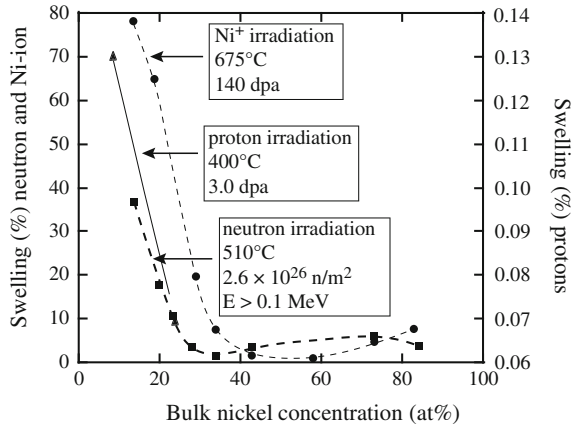 80
70
60
50
40
30
20
10
0
Swelling (%) neutron and Ni-ion
Ni⁺ irradiation
675°C
140 dpa
proton irradiation
400°C
3.0 dpa
neutron irradiation
510°C
2.6 × 10²⁶ n/m²
E > 0.1 MeV
0.14
0.13
0.12
0.11
0.10
0.09
0.08
0.07
0.06
Swelling (%) protons
0 20 40 60 80 100
Bulk nickel concentration (at%)